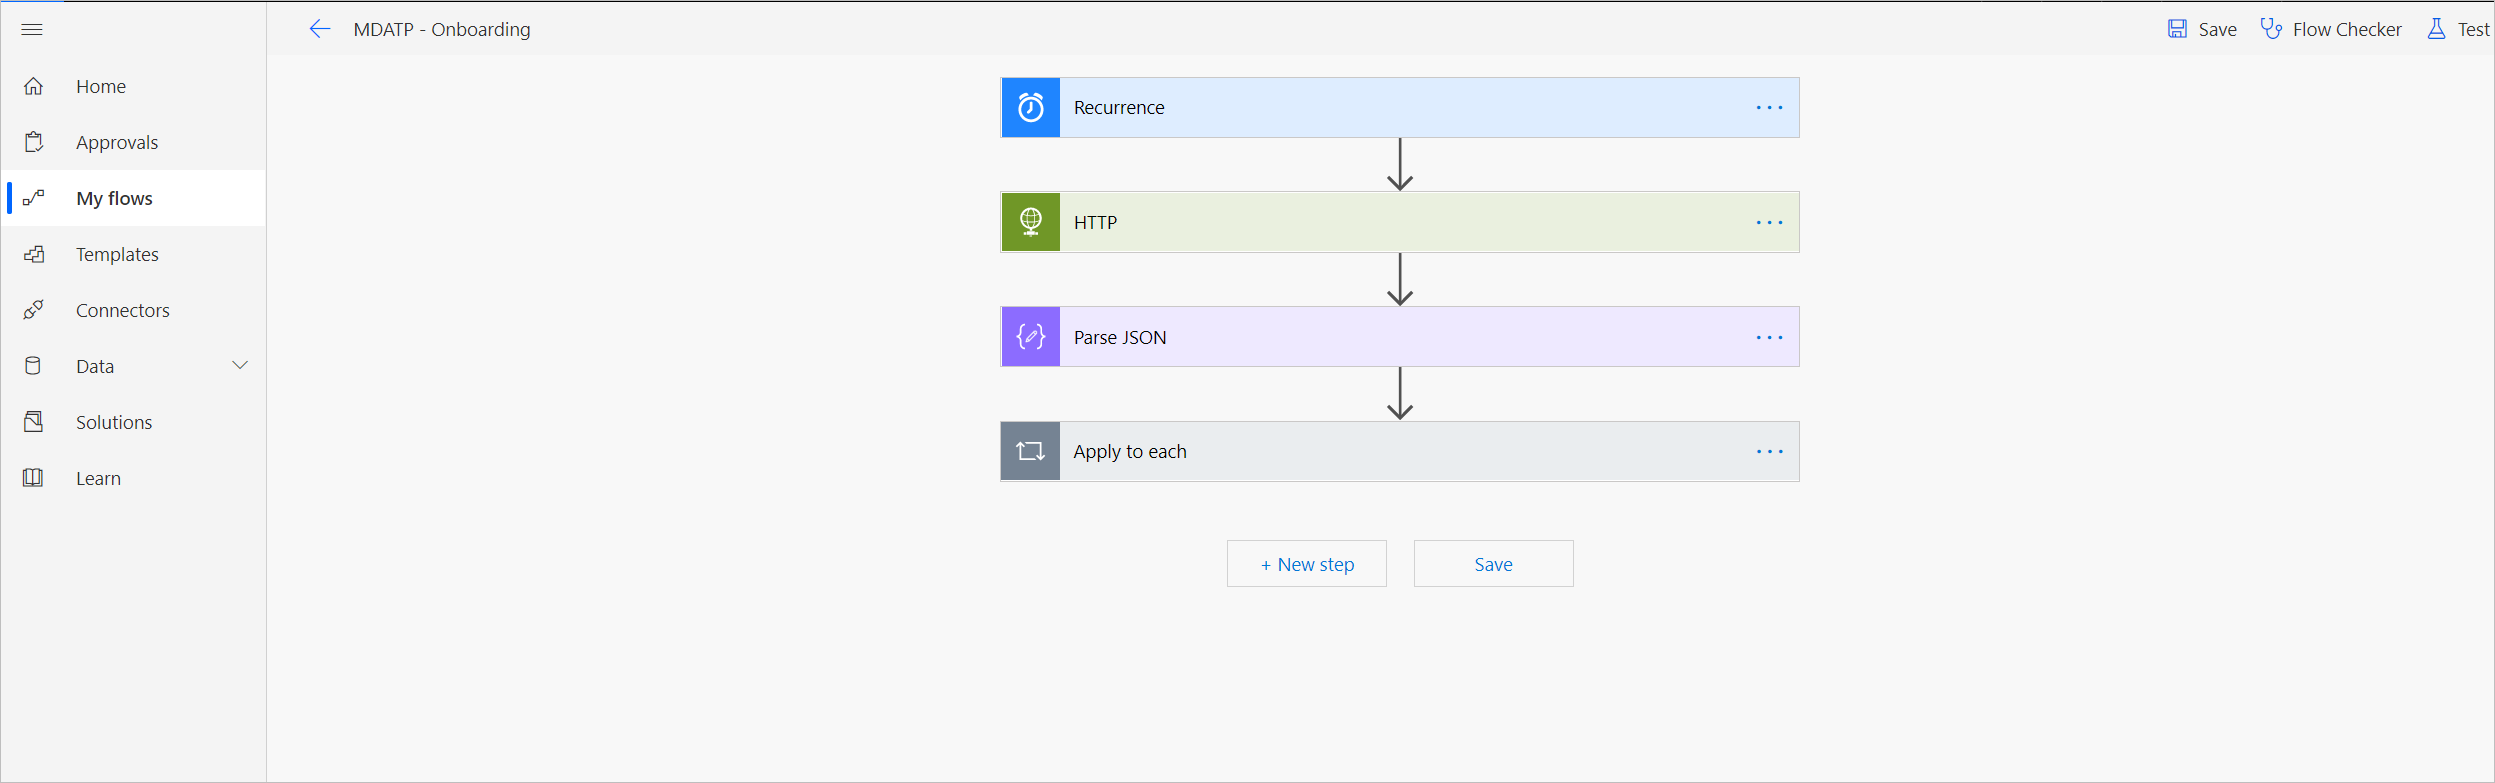 MDATP - Onboarding
Save
Flow Checker
Test
Home
Approvals
My flows
Templates
Connectors
Data
Solutions
Learn
Recurrence
HTTP
Parse JSON
Apply to each
+ New step
Save